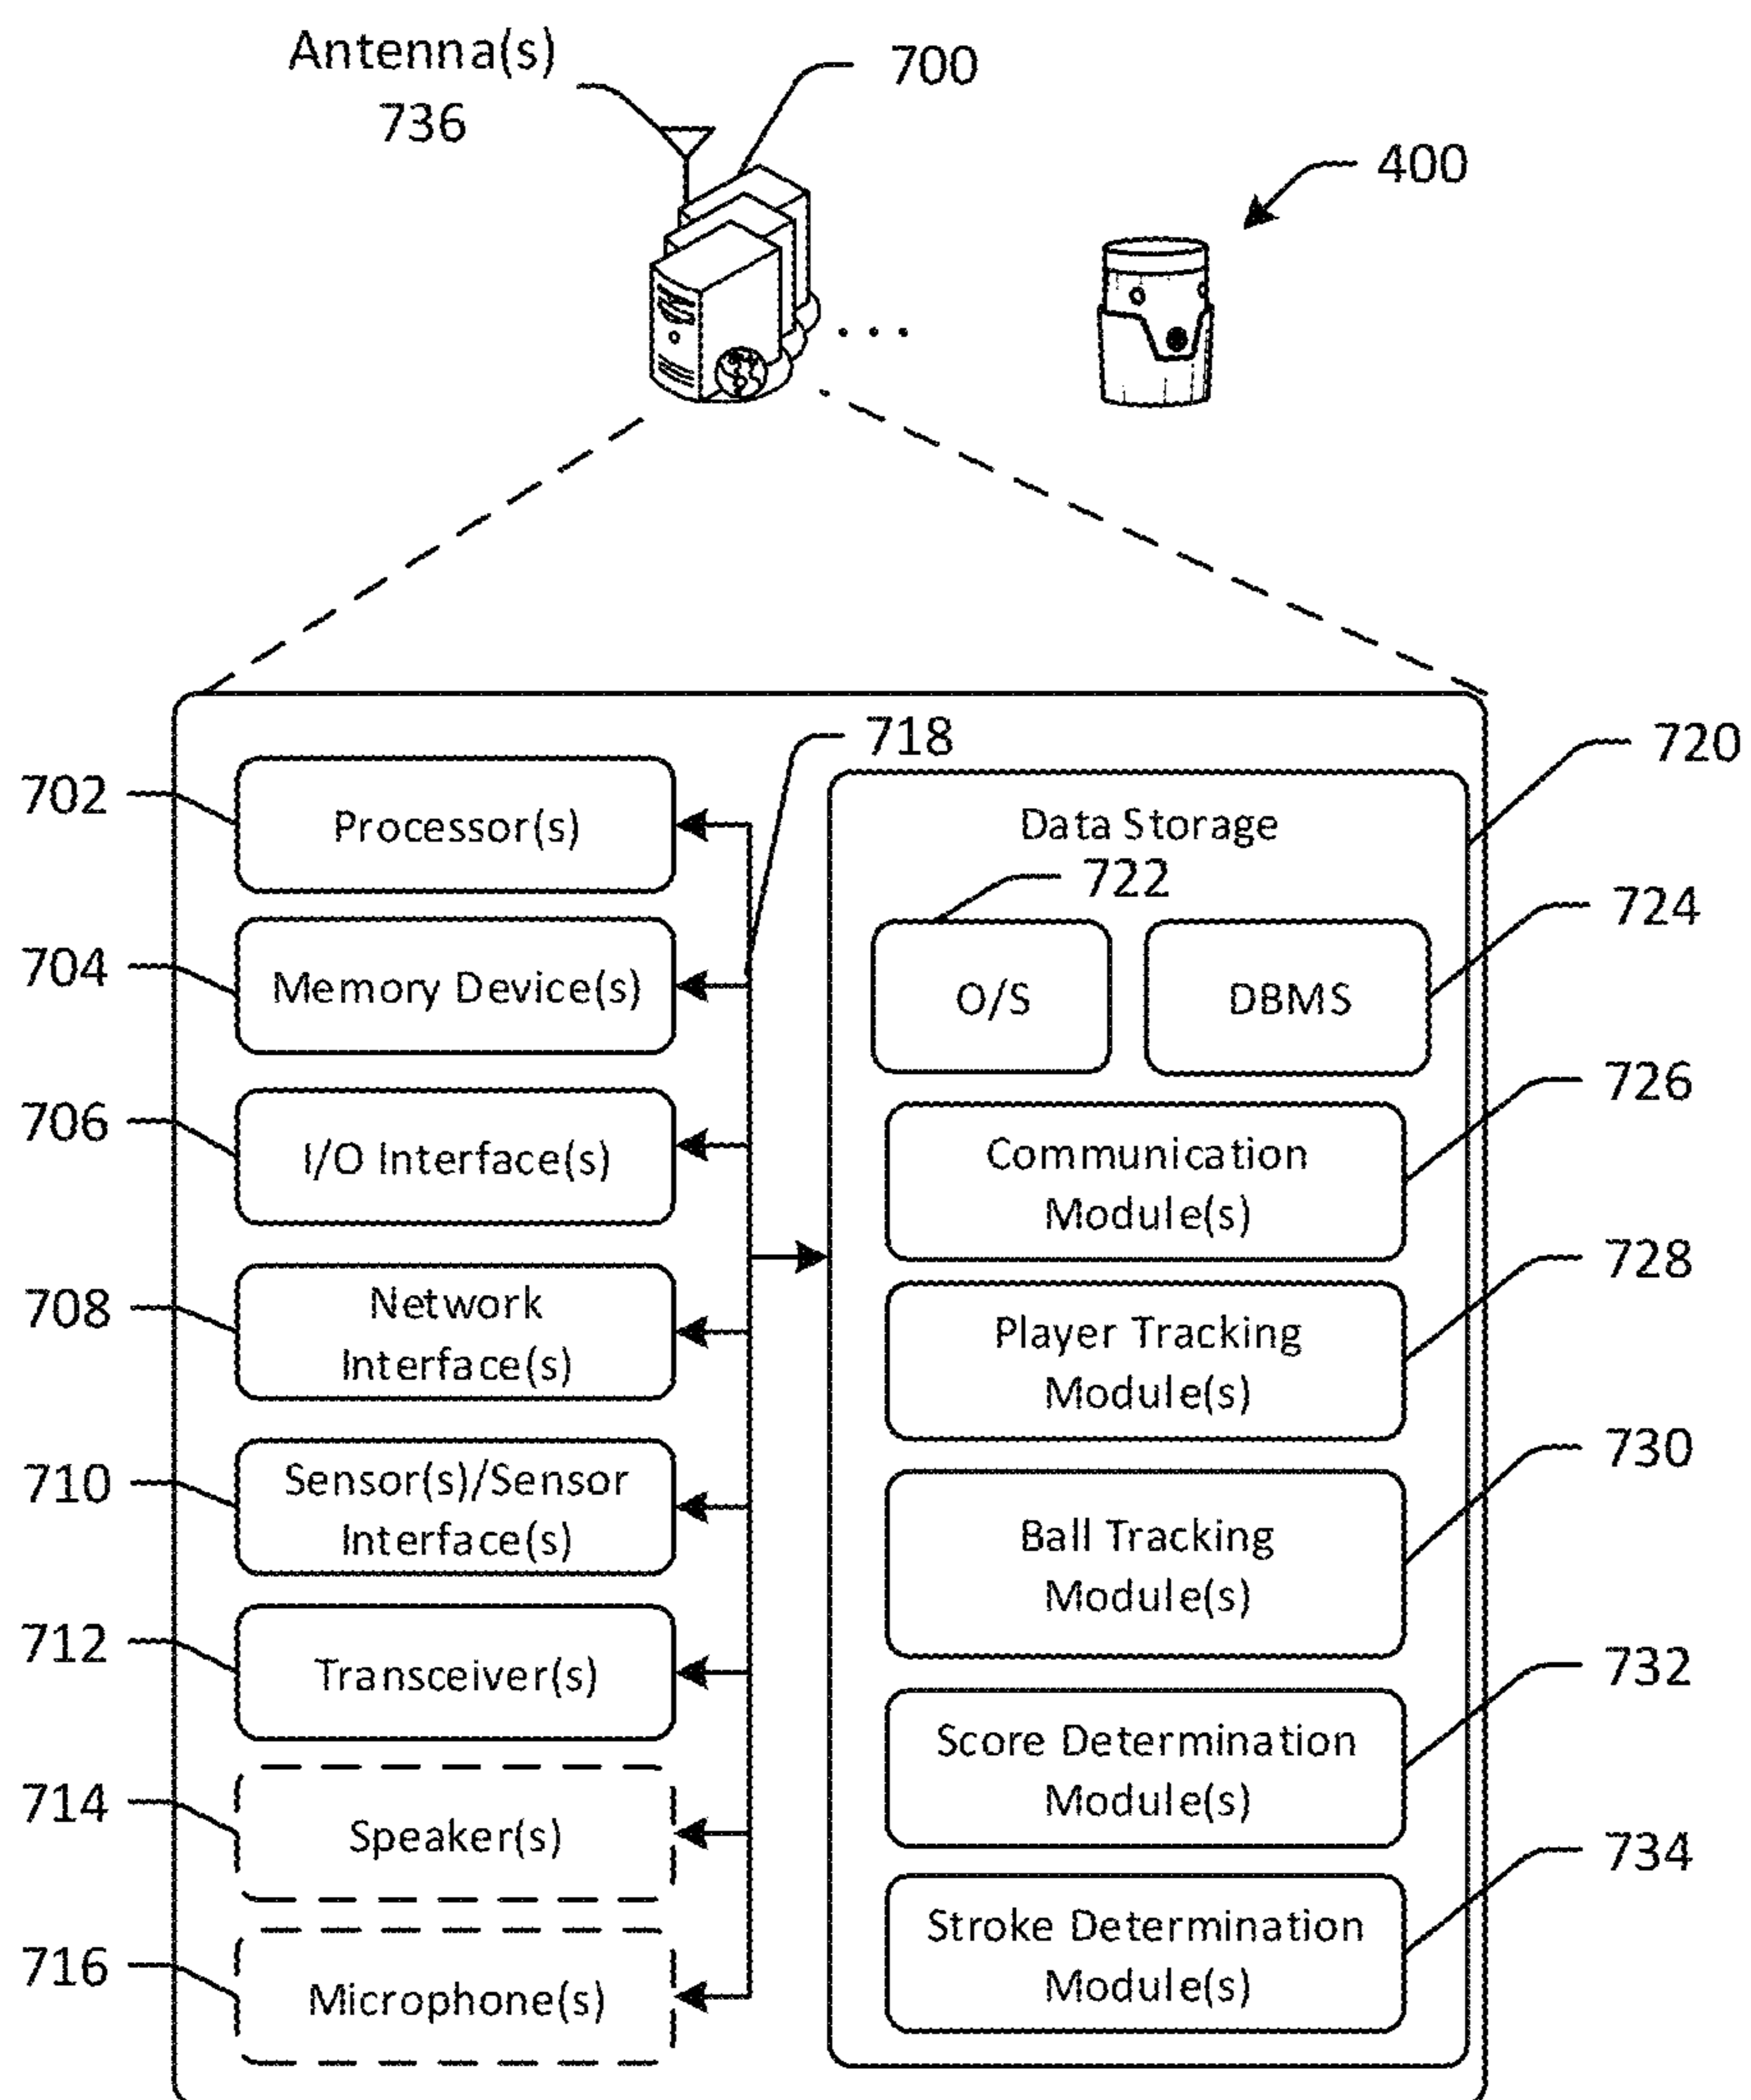 Antenna(s)
736
700
400
718
720
702
Processor(s)
Data Storage
722
724
704
Memory Device(s)
O/S
DBMS
706
I/O Interface(s)
726
Communication
Module(s)
708
Network
Interface(s)
728
Player Tracking
Module(s)
710
Sensor(s)/Sensor
Interface(s)
730
Ball Tracking
Module(s)
712
Transceiver(s)
732
Score Determination
Module(s)
714
Speaker(s)
734
Stroke Determination
Module(s)
716
Microphone(s)